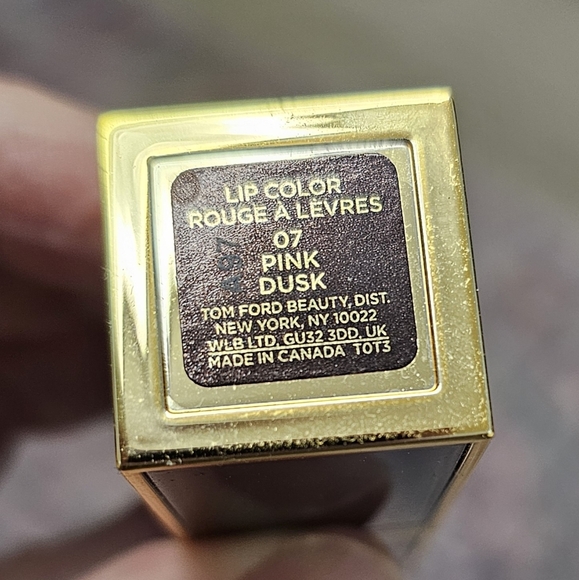 LIP COLOR
ROUGE À LÈVRES
07
PINK
DUSK
TOM FORD BEAUTY, DIST.
NEW YORK, NY 10022
WLB LTD, GU32 3DD, UK
MADE IN CANADA T0T3